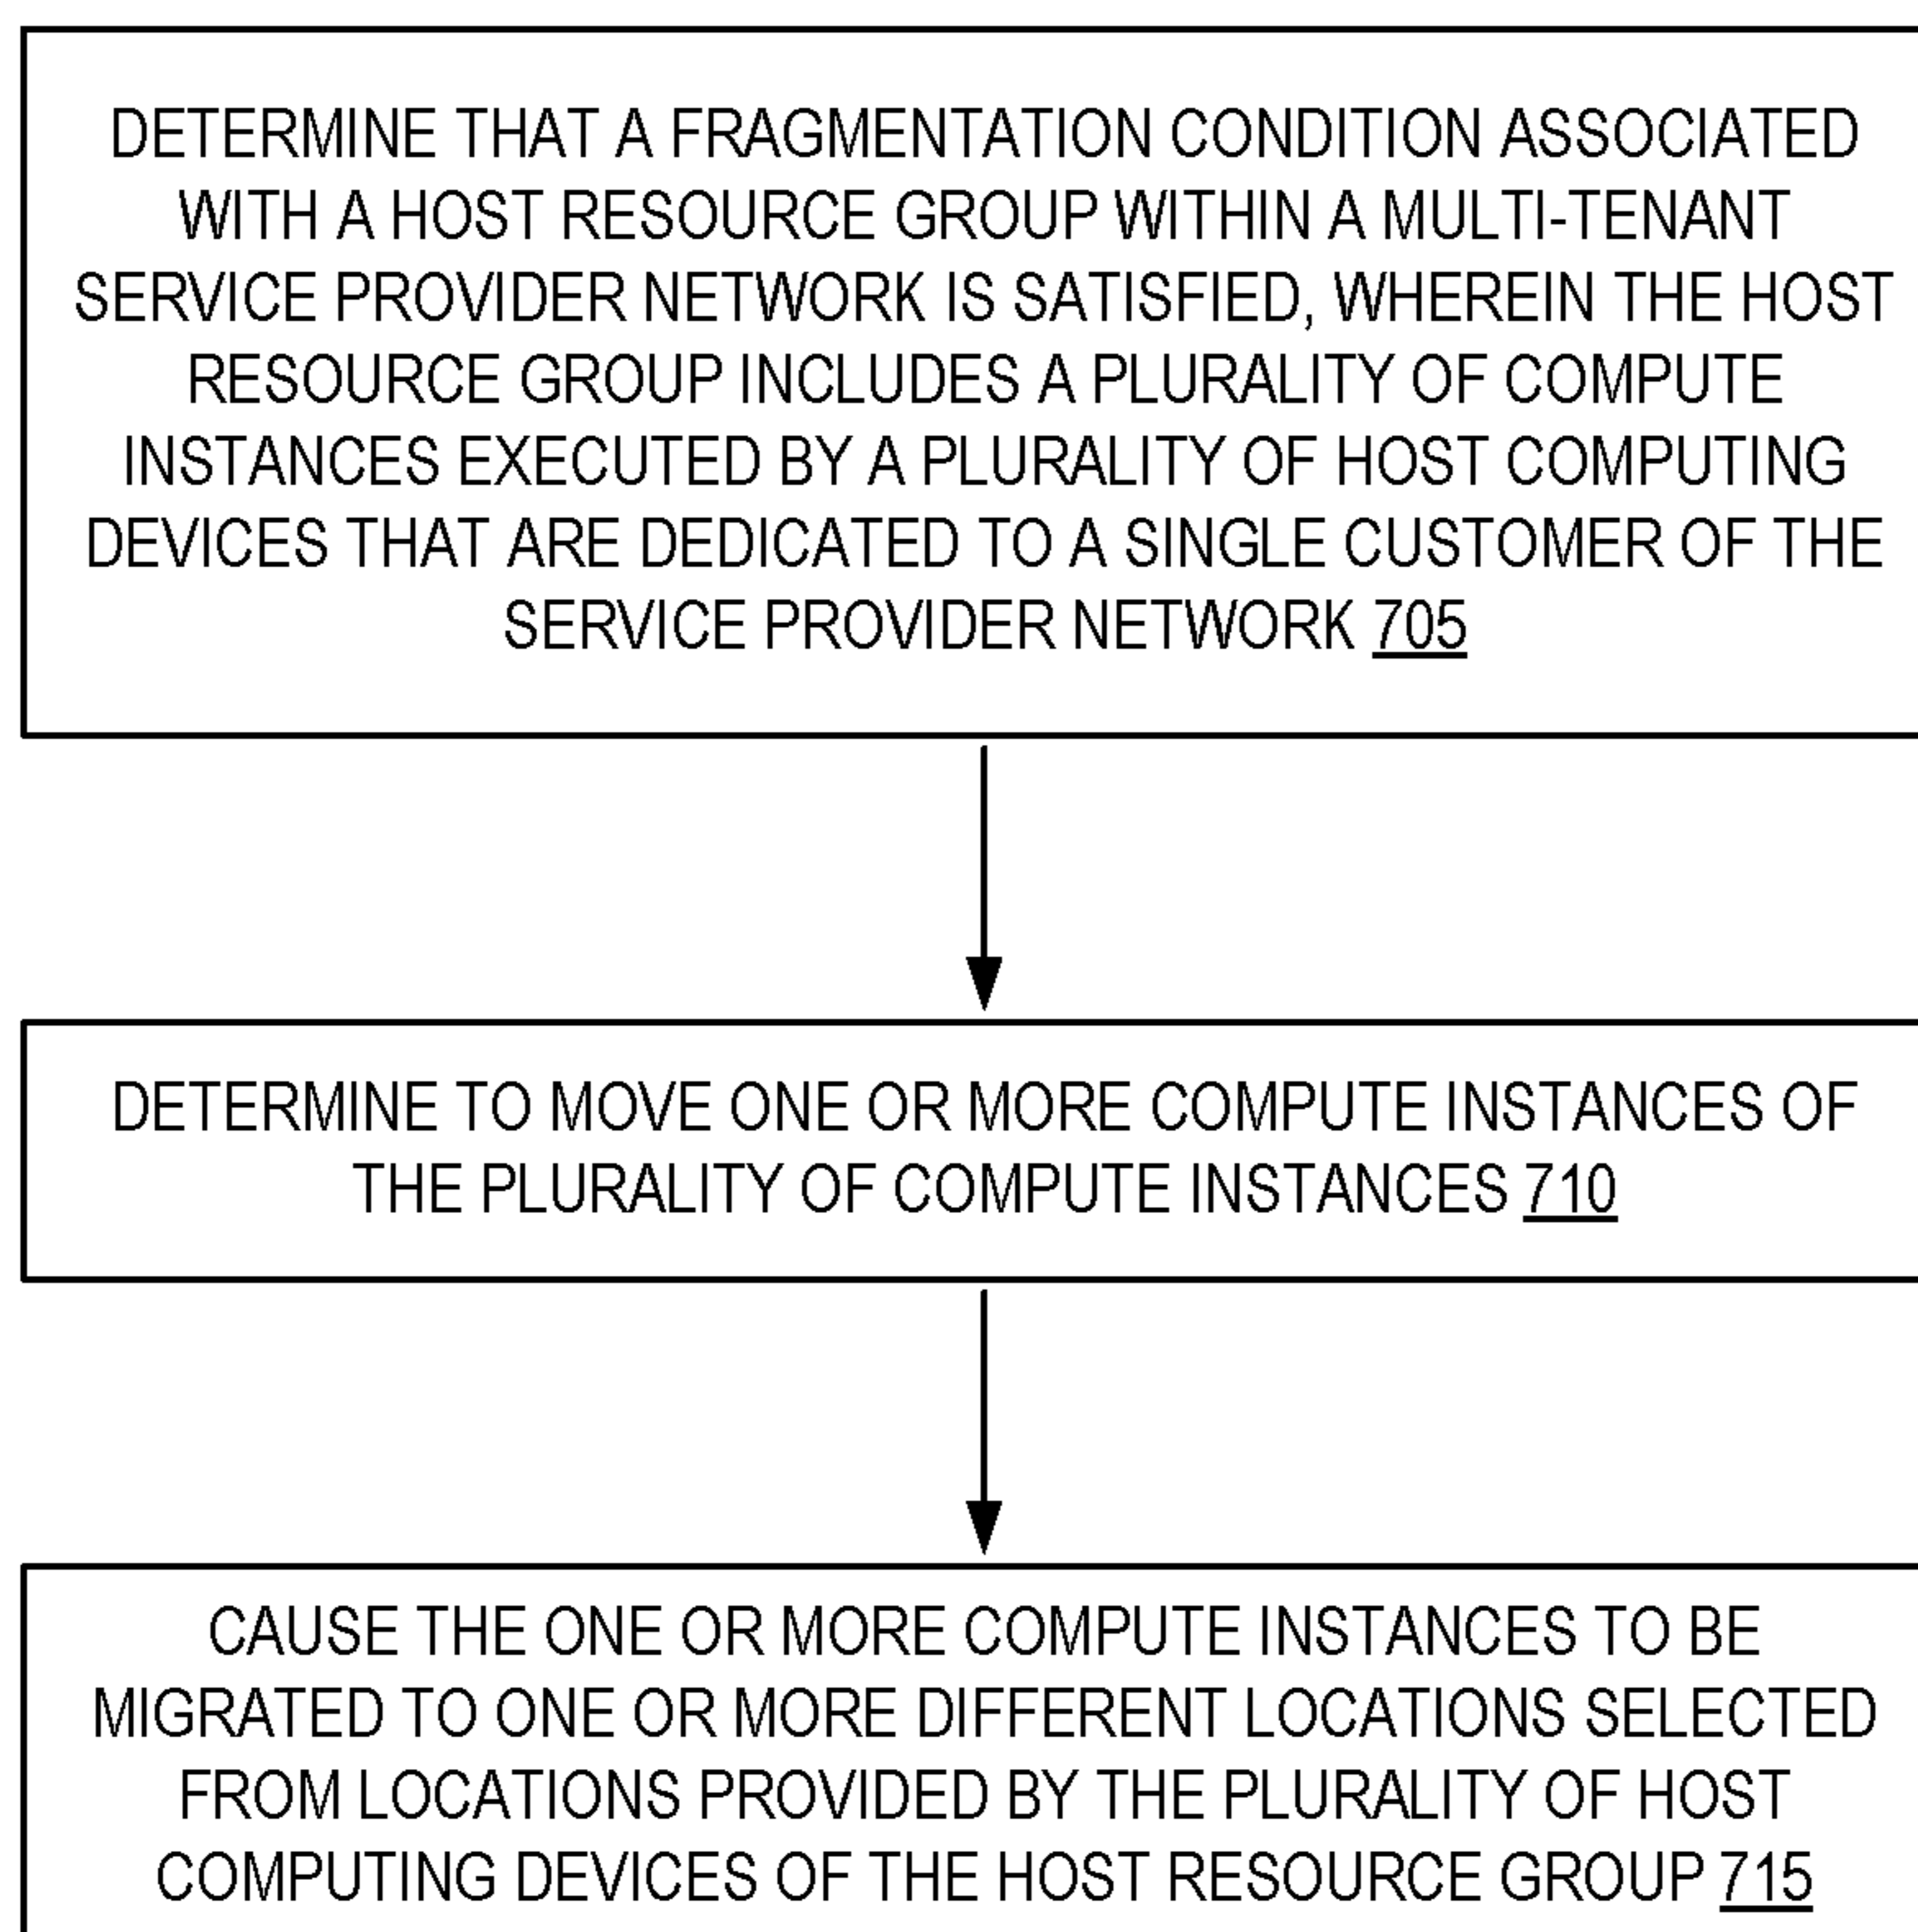 DETERMINE THAT A FRAGMENTATION CONDITION ASSOCIATED
WITH A HOST RESOURCE GROUP WITHIN A MULTI-TENANT
SERVICE PROVIDER NETWORK IS SATISFIED, WHEREIN THE HOST
RESOURCE GROUP INCLUDES A PLURALITY OF COMPUTE
INSTANCES EXECUTED BY A PLURALITY OF HOST COMPUTING
DEVICES THAT ARE DEDICATED TO A SINGLE CUSTOMER OF THE
SERVICE PROVIDER NETWORK 705
DETERMINE TO MOVE ONE OR MORE COMPUTE INSTANCES OF
THE PLURALITY OF COMPUTE INSTANCES 710
CAUSE THE ONE OR MORE COMPUTE INSTANCES TO BE
MIGRATED TO ONE OR MORE DIFFERENT LOCATIONS SELECTED
FROM LOCATIONS PROVIDED BY THE PLURALITY OF HOST
COMPUTING DEVICES OF THE HOST RESOURCE GROUP 715